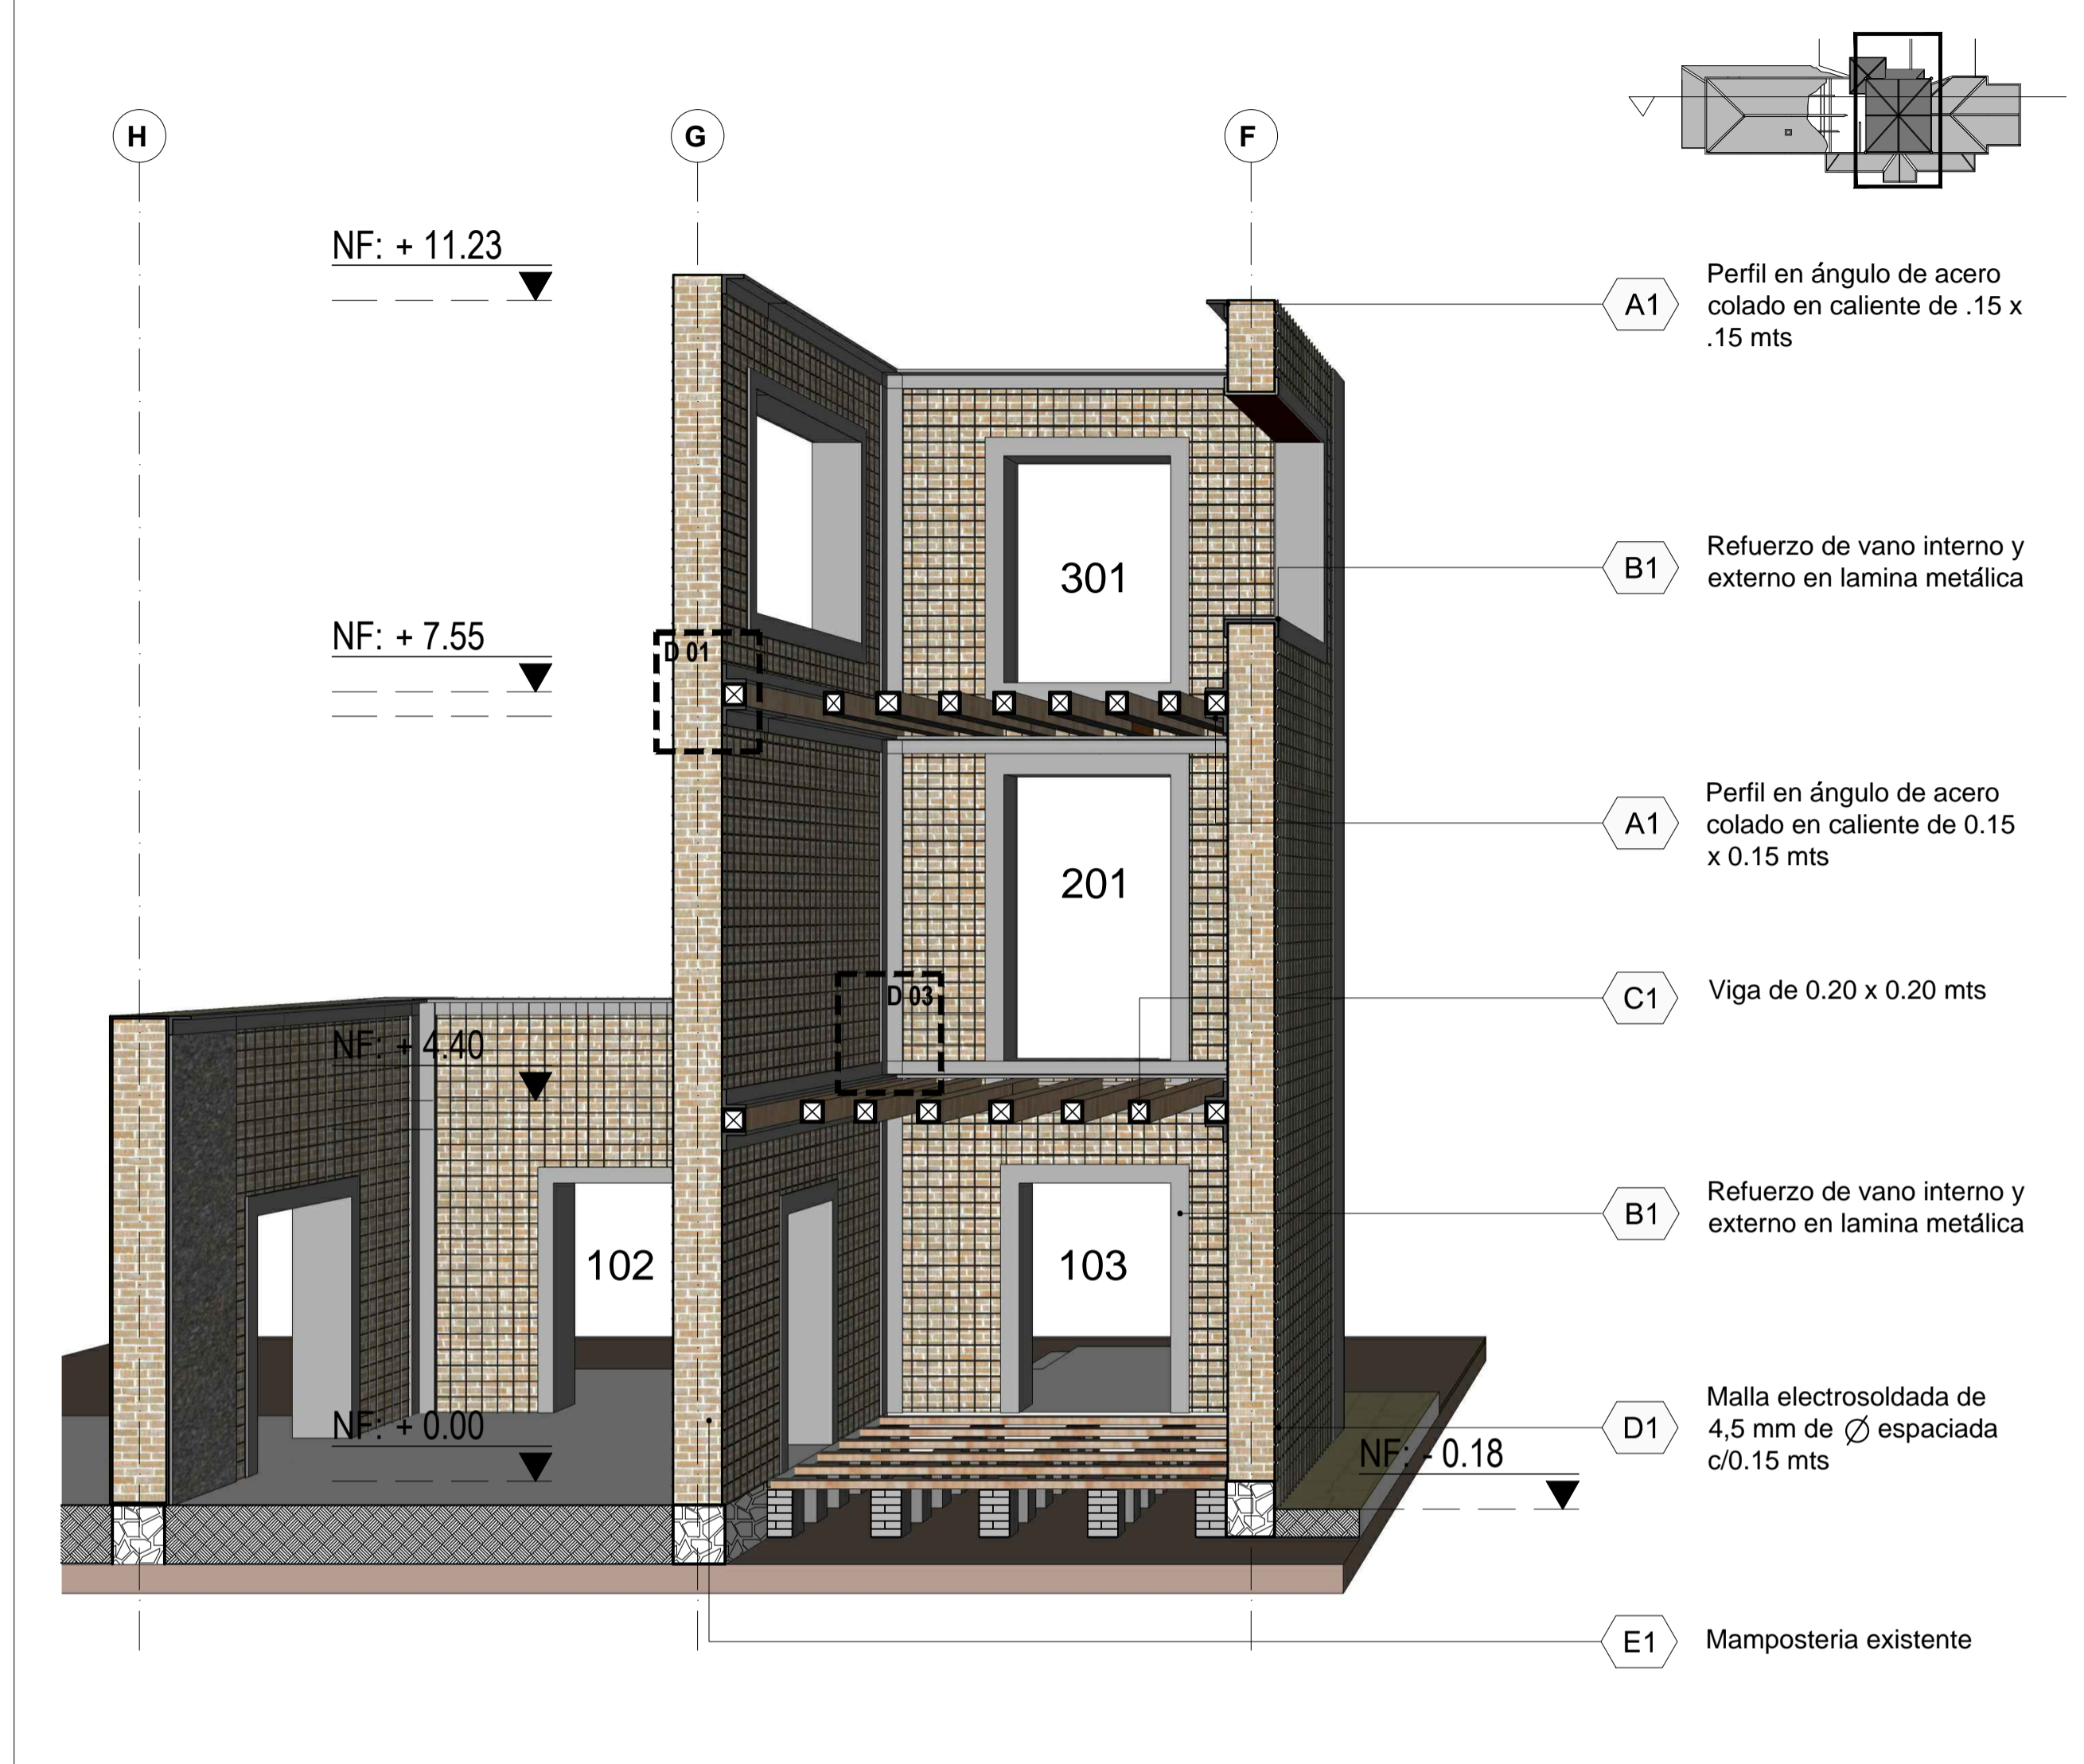 H
G
F
NF: + 11.23
A1
Perfil en ángulo de acero
colado en caliente de .15 x
.15 mts
B1
Refuerzo de vano interno y
externo en lamina metálica
301
NF: + 7.55
D 01
A1
Perfil en ángulo de acero
colado en caliente de 0.15
x 0.15 mts
201
C1
Viga de 0.20 x 0.20 mts
D 03
NF: + 4.40
B1
Refuerzo de vano interno y
externo en lamina metálica
102
103
NF: + 0.00
D1
Malla electrosoldada de
4,5 mm de ∅ espaciada
c/0.15 mts
NF: - 0.18
E1
Mamposteria existente